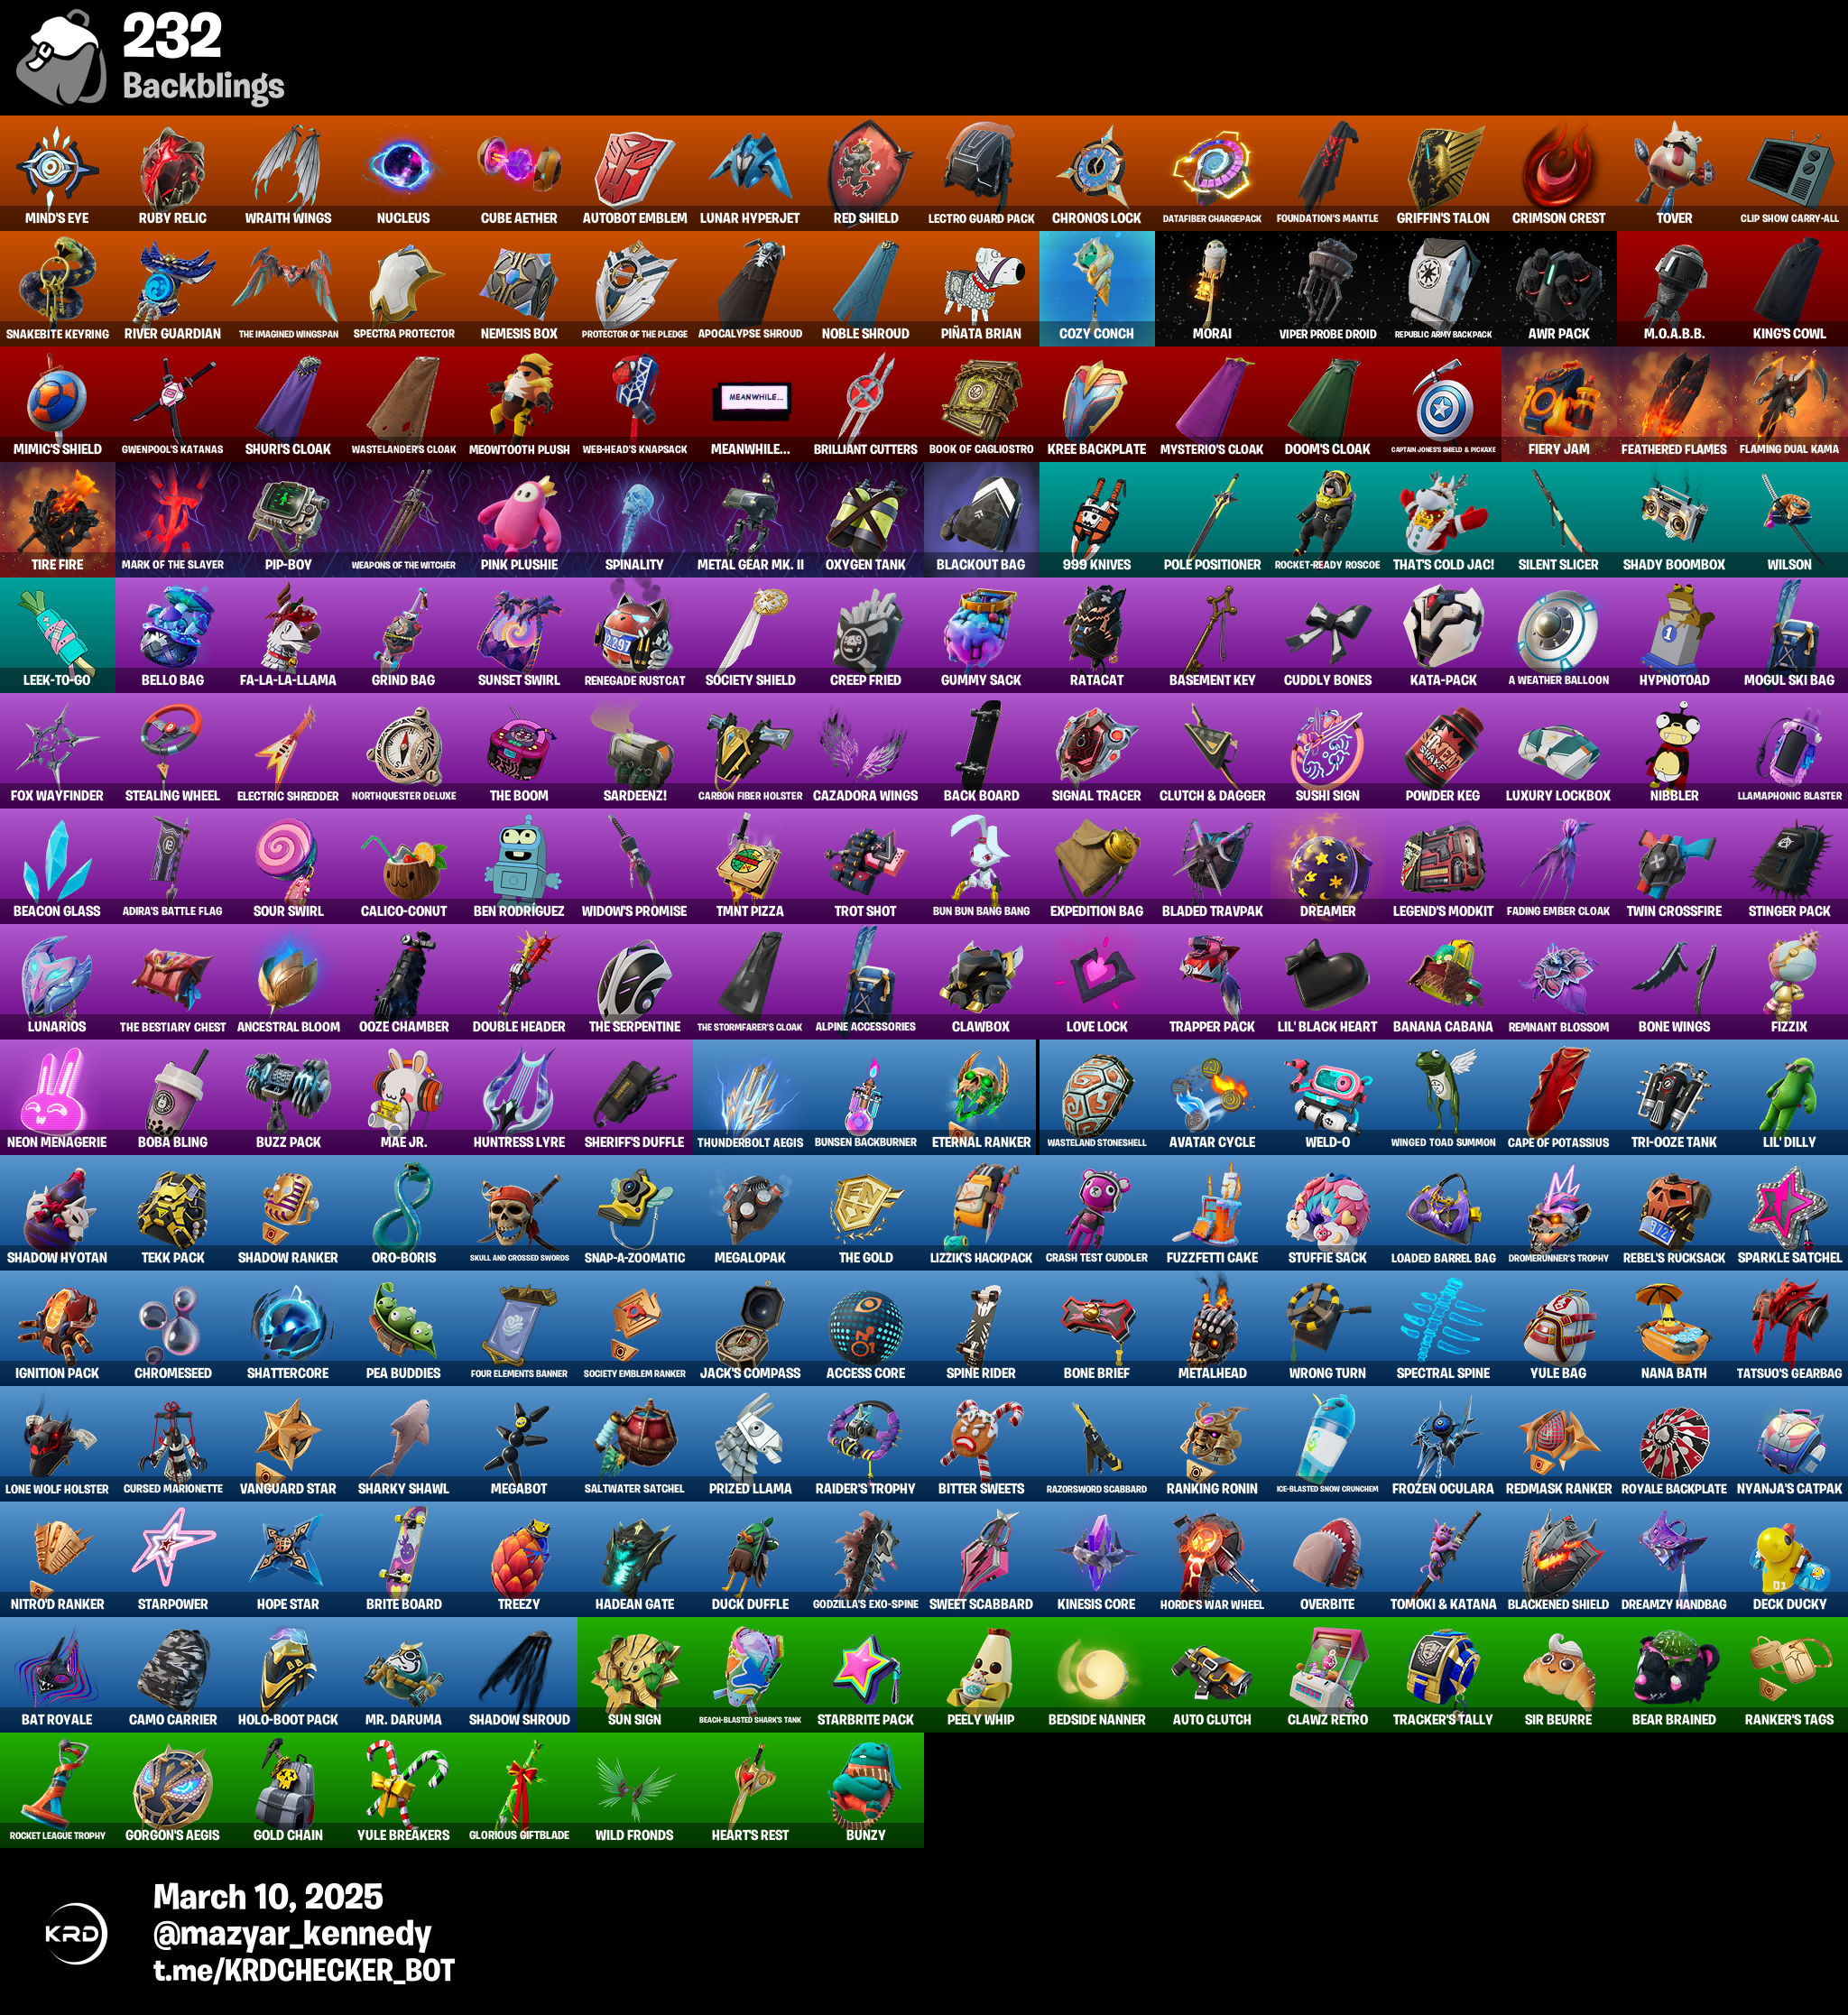 232
Backblings
MIND'S EYE RUBY RELIC WRAITH WINGS NUCLEUS CUBE AETHER AUTOBOT EMBLEM LUNAR HYPERJET RED SHIELD LECTRO GUARD PACK CHRONOS LOCK DATAFIBER CHARGEPACK FOUNDATION'S MANTLE GRIFFIN'S TALON CRIMSON CREST TOVER CLIP SHOW CARRY-ALL
SNAKEBITE KEYRING RIVER GUARDIAN THE IMAGINED WINGSPAN SPECTRA PROTECTOR NEMESIS BOX PROTECTOR OF THE PLEDGE APOCALYPSE SHROUD NOBLE SHROUD PIÑATA BRIAN COZY CONCH MORAI VIPER PROBE DROID REPUBLIC ARMY BACKPACK AWR PACK M.O.A.B.B. KING'S COWL
MEANWHILE...
MIMIC'S SHIELD GWENPOOL'S KATANAS SHURI'S CLOAK WASTELANDER'S CLOAK MEOWTOOTH PLUSH WEB-HEAD'S KNAPSACK MEANWHILE... BRILLIANT CUTTERS BOOK OF CAGLIOSTRO KREE BACKPLATE MYSTERIO'S CLOAK DOOM'S CLOAK CAPTAIN JONES'S SHIELD & PICKAXE FIERY JAM FEATHERED FLAMES FLAMING DUAL KAMA
TIRE FIRE MARK OF THE SLAYER PIP-BOY WEAPONS OF THE WITCHER PINK PLUSHIE SPINALITY METAL GEAR MK. II OXYGEN TANK BLACKOUT BAG 999 KNIVES POLE POSITIONER ROCKET-READY ROSCOE THAT'S COLD JAC! SILENT SLICER SHADY BOOMBOX WILSON
LEEK-TO-GO BELLO BAG FA-LA-LA-LLAMA GRIND BAG SUNSET SWIRL RENEGADE RUSTCAT SOCIETY SHIELD CREEP FRIED GUMMY SACK RATACAT BASEMENT KEY CUDDLY BONES KATA-PACK A WEATHER BALLOON HYPNOTOAD MOGUL SKI BAG
FOX WAYFINDER STEALING WHEEL ELECTRIC SHREDDER NORTHQUESTER DELUXE THE BOOM SARDEENZ! CARBON FIBER HOLSTER CAZADORA WINGS BACK BOARD SIGNAL TRACER CLUTCH & DAGGER SUSHI SIGN POWDER KEG LUXURY LOCKBOX NIBBLER LLAMAPHONIC BLASTER
BEACON GLASS ADIRA'S BATTLE FLAG SOUR SWIRL CALICO-CONUT BEN RODRÍGUEZ WIDOW'S PROMISE TMNT PIZZA TROT SHOT BUN BUN BANG BANG EXPEDITION BAG BLADED TRAVPAK DREAMER LEGEND'S MODKIT FADING EMBER CLOAK TWIN CROSSFIRE STINGER PACK
LUNARIOS THE BESTIARY CHEST ANCESTRAL BLOOM OOZE CHAMBER DOUBLE HEADER THE SERPENTINE THE STORMFARER'S CLOAK ALPINE ACCESSORIES CLAWBOX LOVE LOCK TRAPPER PACK LIL' BLACK HEART BANANA CABANA REMNANT BLOSSOM BONE WINGS FIZZIX
NEON MENAGERIE BOBA BLING BUZZ PACK MAE JR. HUNTRESS LYRE SHERIFF'S DUFFLE THUNDERBOLT AEGIS BUNSEN BACKBURNER ETERNAL RANKER WASTELAND STONESHELL AVATAR CYCLE WELD-O WINGED TOAD SUMMON CAPE OF POTASSIUS TRI-OOZE TANK LIL' DILLY
SHADOW HYOTAN TEKK PACK SHADOW RANKER ORO-BORIS SKULL AND CROSSED SWORDS SNAP-A-ZOOMATIC MEGALOPAK THE GOLD LIZZIK'S HACKPACK CRASH TEST CUDDLER FUZZFETTI CAKE STUFFIE SACK LOADED BARREL BAG DROMERUNNER'S TROPHY REBEL'S RUCKSACK SPARKLE SATCHEL
IGNITION PACK CHROMESEED SHATTERCORE PEA BUDDIES FOUR ELEMENTS BANNER SOCIETY EMBLEM RANKER JACK'S COMPASS ACCESS CORE SPINE RIDER BONE BRIEF METALHEAD WRONG TURN SPECTRAL SPINE YULE BAG NANA BATH TATSUO'S GEARBAG
LONE WOLF HOLSTER CURSED MARIONETTE VANGUARD STAR SHARKY SHAWL MEGABOT SALTWATER SATCHEL PRIZED LLAMA RAIDER'S TROPHY BITTER SWEETS RAZORSWORD SCABBARD RANKING RONIN ICE-BLASTED SNOW CRUNCHEM FROZEN OCULARA REDMASK RANKER ROYALE BACKPLATE NYANJA'S CATPAK
NITRO'D RANKER STARPOWER HOPE STAR BRITE BOARD TREEZY HADEAN GATE DUCK DUFFLE GODZILLA'S EXO-SPINE SWEET SCABBARD KINESIS CORE HORDE'S WAR WHEEL OVERBITE TOMOKI & KATANA BLACKENED SHIELD DREAMZY HANDBAG DECK DUCKY
BAT ROYALE CAMO CARRIER HOLO-BOOT PACK MR. DARUMA SHADOW SHROUD SUN SIGN BEACH-BLASTED SHARK'S TANK STARBRITE PACK PEELY WHIP BEDSIDE NANNER AUTO CLUTCH CLAWZ RETRO TRACKER'S TALLY SIR BEURRE BEAR BRAINED RANKER'S TAGS
ROCKET LEAGUE TROPHY GORGON'S AEGIS GOLD CHAIN YULE BREAKERS GLORIOUS GIFTBLADE WILD FRONDS HEART'S REST BUNZY
KRD
March 10, 2025
@mazyar_kennedy
t.me/KRDCHECKER_BOT